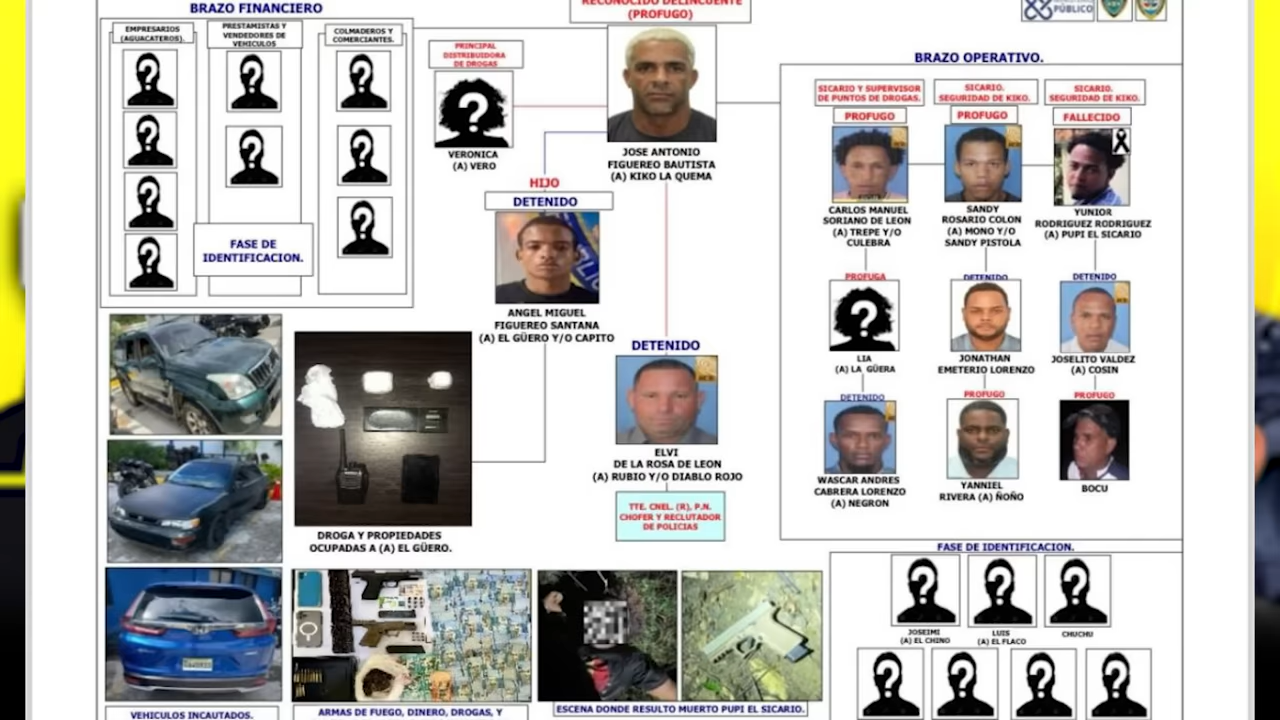 BRAZO FINANCIERO
EMPRESARIOS
(AGUACATEROS).
PRESTAMISTAS Y
VENDEDORES DE
VEHICULOS
COLMADEROS Y
COMERCIANTES.
FASE DE
IDENTIFICACION.
RECONOCIDO DELINCUENTE
(PROFUGO)
PRINCIPAL
DISTRIBUIDORA
DE DROGAS
VERONICA
(A) VERO
JOSE ANTONIO
FIGUEREO BAUTISTA
(A) KIKO LA QUEMA
HIJO
DETENIDO
ANGEL MIGUEL
FIGUEREO SANTANA
(A) EL GÜERO Y/O CAPITO
DETENIDO
ELVI
DE LA ROSA DE LEON
(A) RUBIO Y/O DIABLO ROJO
TTE. CNEL. (R), P.N.
CHOFER Y RECLUTADOR
DE POLICIAS
PÚBLICO
BRAZO OPERATIVO.
SICARIO Y SUPERVISOR
DE PUNTOS DE DROGAS.
PROFUGO
CARLOS MANUEL
SORIANO DE LEON
(A) TREPE Y/O
CULEBRA
SICARIO.
SEGURIDAD DE KIKO.
PROFUGO
SANDY
ROSARIO COLON
(A) MONO Y/O
SANDY PISTOLA
SICARIO.
SEGURIDAD DE KIKO.
FALLECIDO
YUNIOR
RODRIGUEZ RODRIGUEZ
(A) PUPI EL SICARIO
PROFUGA
LIA
(A) LA GÜERA
DETENIDO
JONATHAN
EMETERIO LORENZO
DETENIDO
JOSELITO VALDEZ
(A) COSIN
DETENIDO
WASCAR ANDRES
CABRERA LORENZO
(A) NEGRON
PROFUGO
YANNIEL
RIVERA (A) ÑOÑO
PROFUGO
BOCU
DROGA Y PROPIEDADES
OCUPADAS A (A) EL GÜERO.
FASE DE IDENTIFICACION.
JOSEIMI
(A) EL CHINO
LUIS
(A) EL FLACO
CHUCHU
VEHICULOS INCAUTADOS.
ARMAS DE FUEGO, DINERO, DROGAS, Y
ESCENA DONDE RESULTO MUERTO PUPI EL SICARIO.